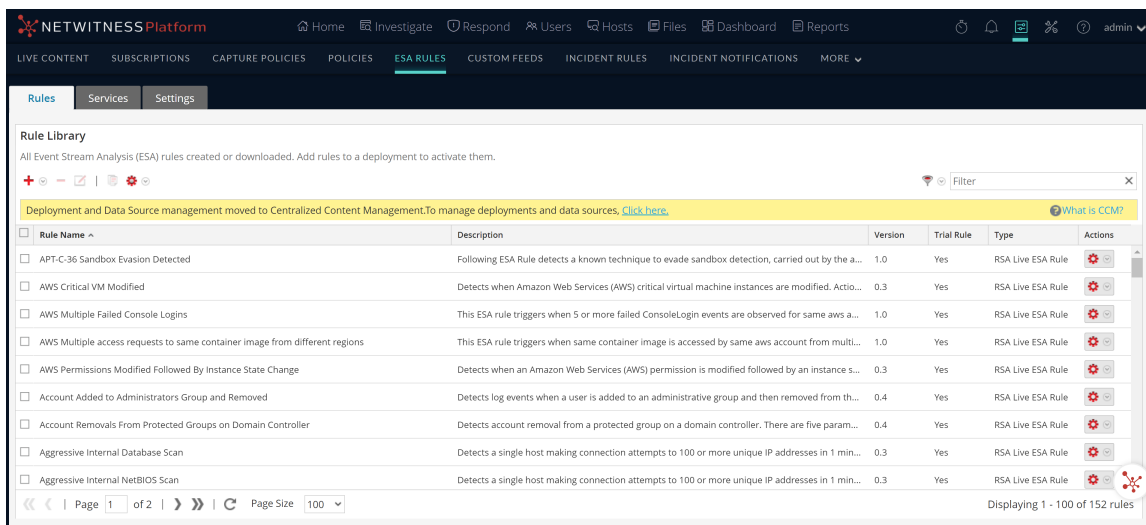 NETWITNESS Platform Home Investigate Respond Users Hosts Files Dashboard Reports admin
LIVE CONTENT SUBSCRIPTIONS CAPTURE POLICIES POLICIES ESA RULES CUSTOM FEEDS INCIDENT RULES INCIDENT NOTIFICATIONS MORE
Rules Services Settings
Rule Library
All Event Stream Analysis (ESA) rules created or downloaded. Add rules to a deployment to activate them.
Filter
Deployment and Data Source management moved to Centralized Content Management.To manage deployments and data sources, Click here. What is CCM?
Rule Name Description Version Trial Rule Type Actions
APT-C-36 Sandbox Evasion Detected Following ESA Rule detects a known technique to evade sandbox detection, carried out by the a... 1.0 Yes RSA Live ESA Rule
AWS Critical VM Modified Detects when Amazon Web Services (AWS) critical virtual machine instances are modified. Actio... 0.3 Yes RSA Live ESA Rule
AWS Multiple Failed Console Logins This ESA rule triggers when 5 or more failed ConsoleLogin events are observed for same aws a... 1.0 Yes RSA Live ESA Rule
AWS Multiple access requests to same container image from different regions This ESA rule triggers when same container image is accessed by same aws account from multi... 1.0 Yes RSA Live ESA Rule
AWS Permissions Modified Followed By Instance State Change Detects when an Amazon Web Services (AWS) permission is modified followed by an instance s... 0.3 Yes RSA Live ESA Rule
Account Added to Administrators Group and Removed Detects log events when a user is added to an administrative group and then removed from th... 0.4 Yes RSA Live ESA Rule
Account Removals From Protected Groups on Domain Controller Detects account removal from a protected group on a domain controller. There are five param... 0.4 Yes RSA Live ESA Rule
Aggressive Internal Database Scan Detects a single host making connection attempts to 100 or more unique IP addresses in 1 min... 0.3 Yes RSA Live ESA Rule
Aggressive Internal NetBIOS Scan Detects a single host making connection attempts to 100 or more unique IP addresses in 1 min... 0.3 Yes RSA Live ESA Rule
Page 1 of 2 Page Size 100 Displaying 1 - 100 of 152 rules